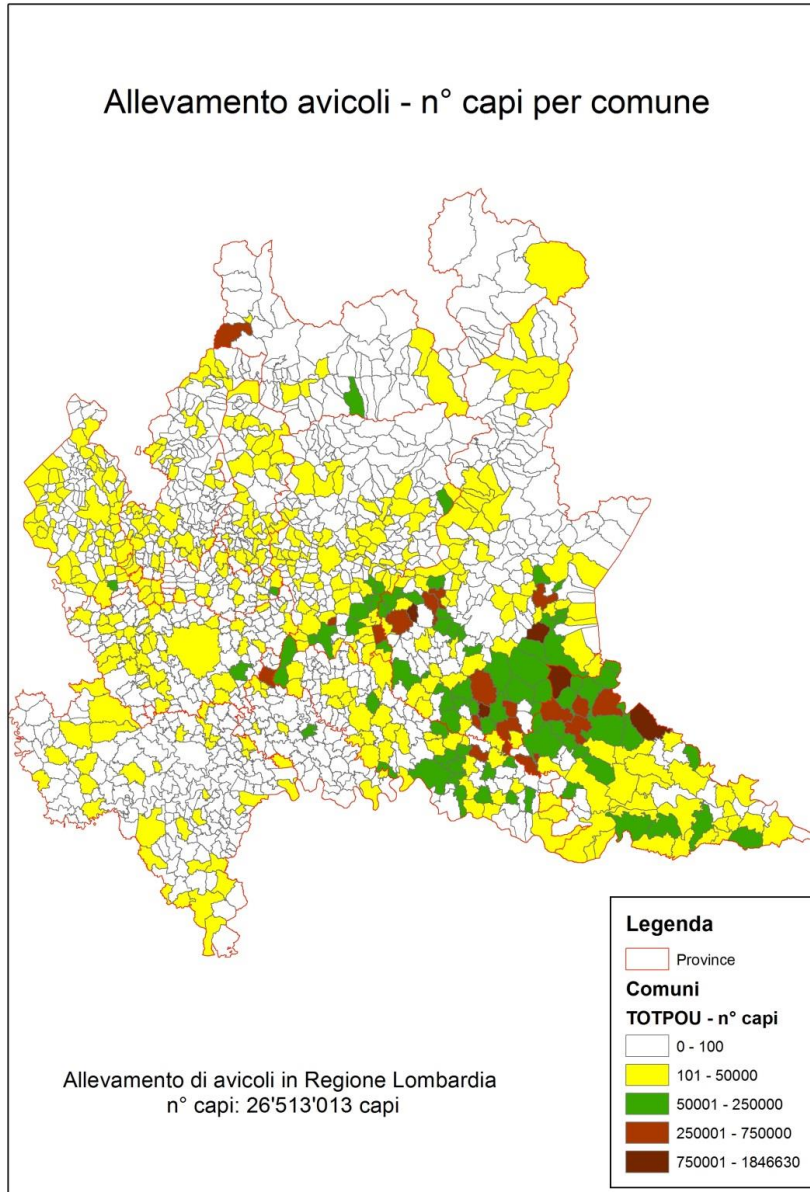 Allevamento avicoli - n° capi per comune
Allevamento di avicoli in Regione Lombardia
n° capi: 26'513'013 capi
Legenda
Province
Comuni
TOTPOU - n° capi
0 - 100
101 - 50000
50001 - 250000
250001 - 750000
750001 - 1846630